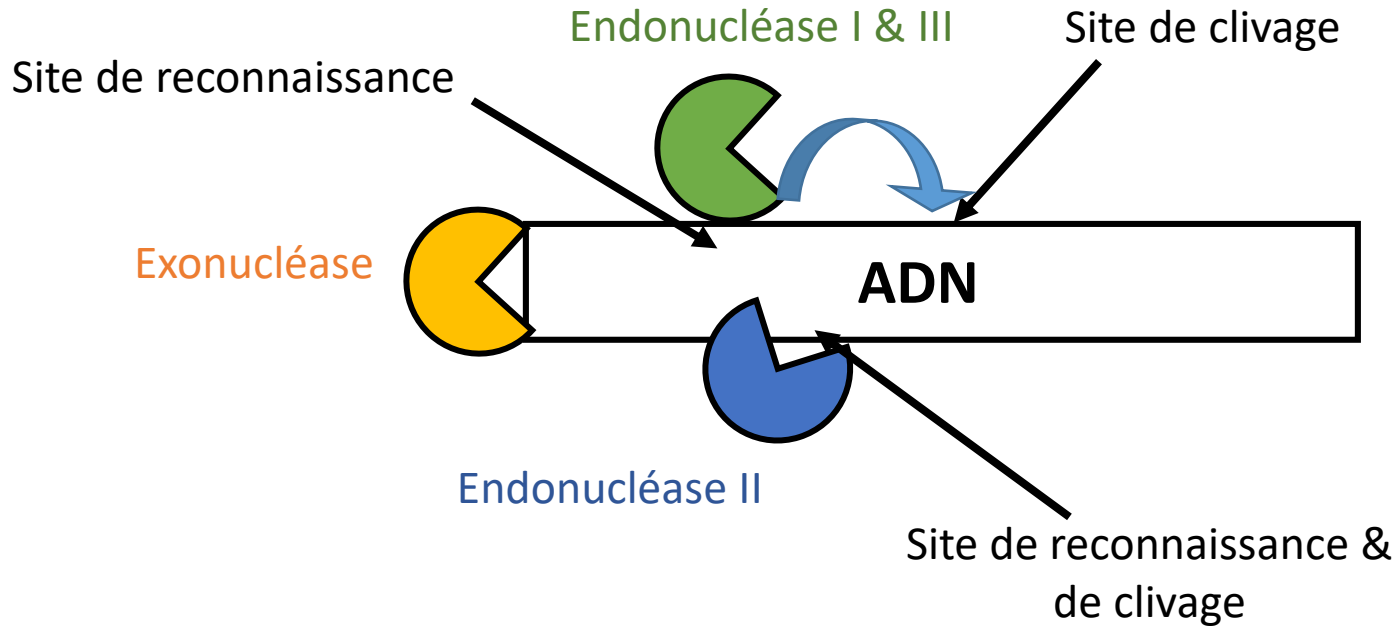 Endonucléase I & III
Site de clivage
Site de reconnaissance
Exonucléase
ADN
Endonucléase II
Site de reconnaissance &
de clivage